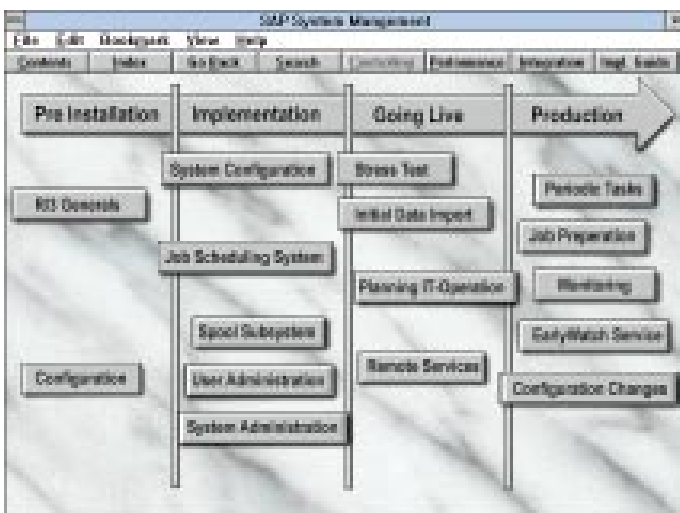 SAP System Management
File Edit Bookmark View Help
Contents Index Go Back Search Controlling Performance Integration Impl. Guide
Pre Installation Implementation Going Live Production
System Configuration Stress Test
Periodic Tasks
R/3 Generals
Initial Data Import
Job Preparation
Job Scheduling System
Planning IT-Operation Monitoring
Spool Subsystem EarlyWatch Service
Remote Services
Configuration User Administration
Configuration Changes
System Administration